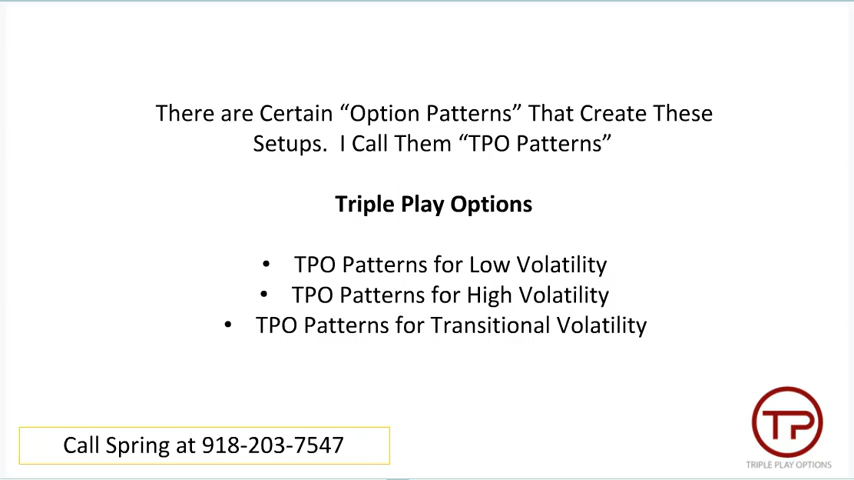 There are Certain “Option Patterns” That Create These
Setups.  I Call Them “TPO Patterns”
Triple Play Options
• TPO Patterns for Low Volatility
• TPO Patterns for High Volatility
• TPO Patterns for Transitional Volatility
Call Spring at 918-203-7547
TP
TRIPLE PLAY OPTIONS